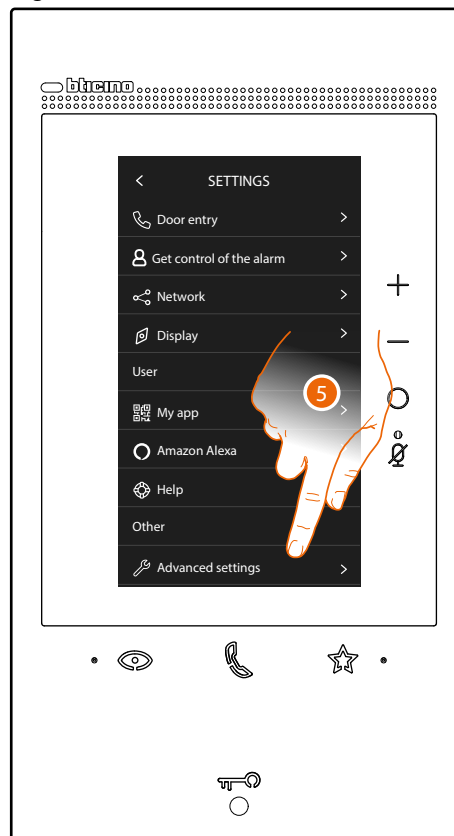 bticino
SETTINGS
Door entry
Get control of the alarm
Network
Display
User
5
My app
Amazon Alexa
Help
Other
Advanced settings